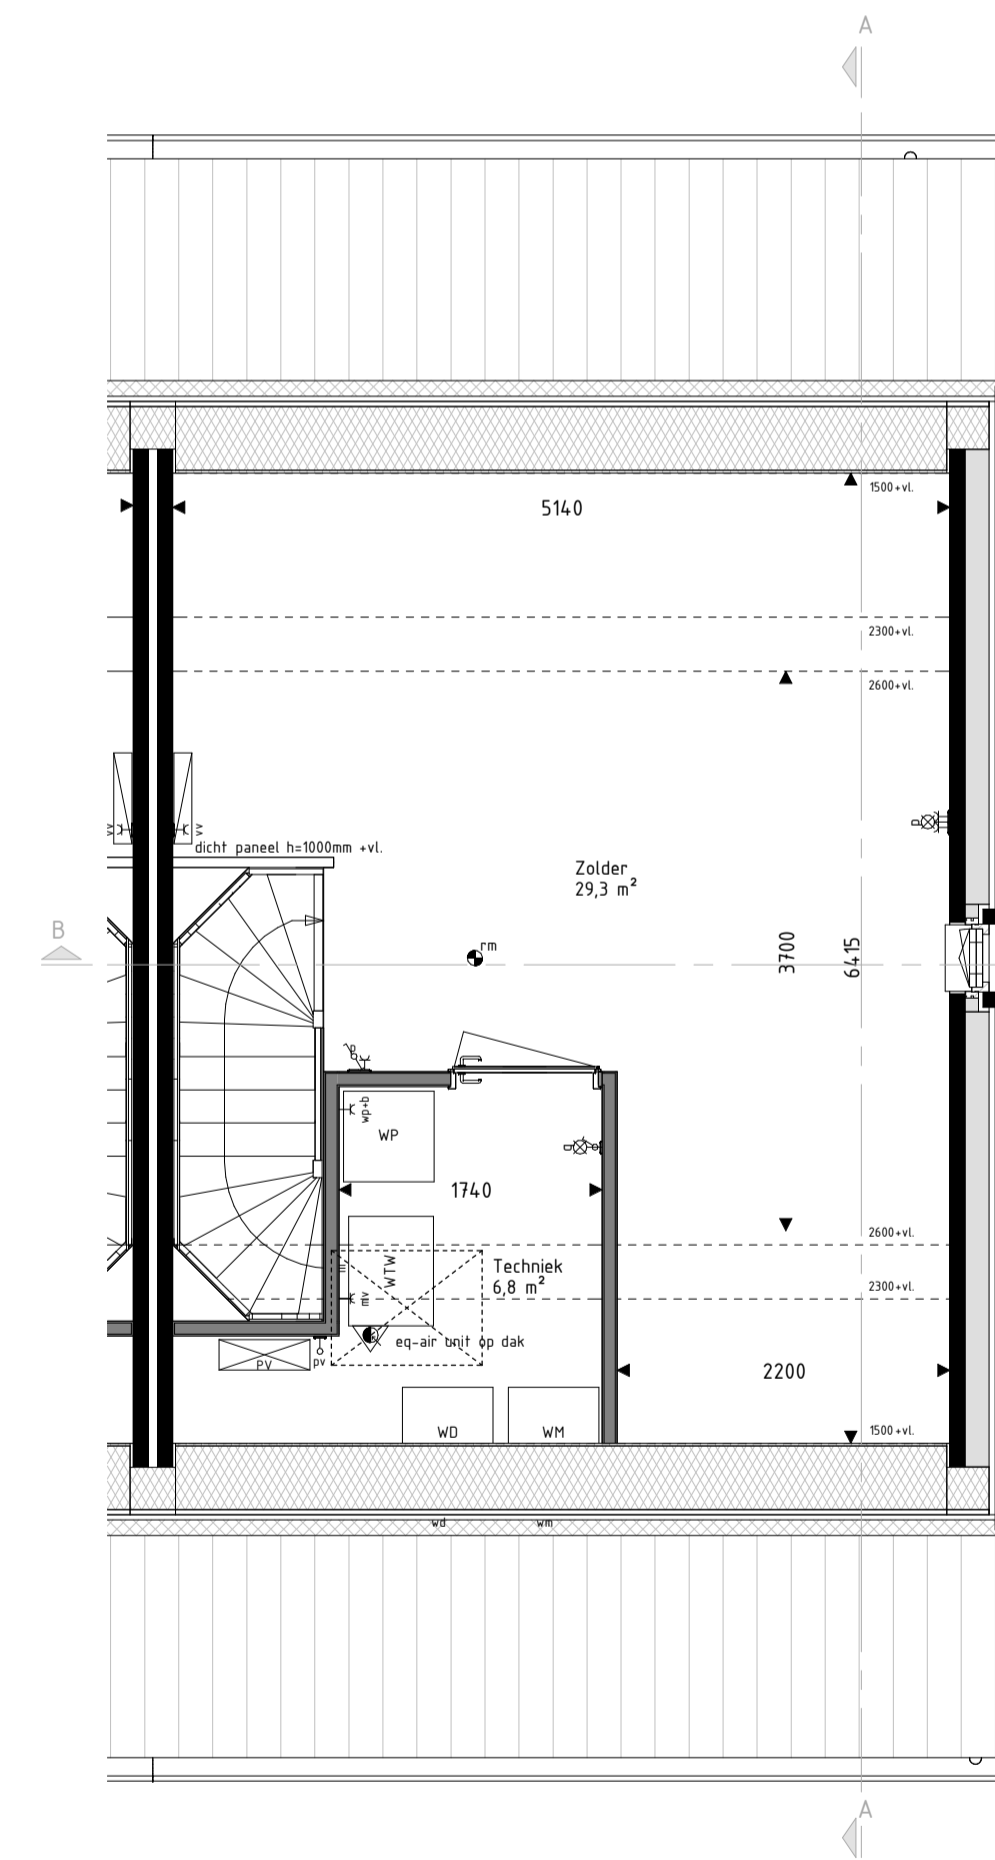 A
1500+vl.
5140
2300+vl.
2600+vl.
vv
vv
dicht paneel h=1000mm +vl.
Zolder
29,3 m²
B
rm
3700
6415
wp+b
WP
1740
2600+vl.
WTW
Techniek
6,8 m²
2300+vl.
mv
eq-air unit op dak
PV
pv
2200
WD
WM
1500+vl.
wd
wm
A